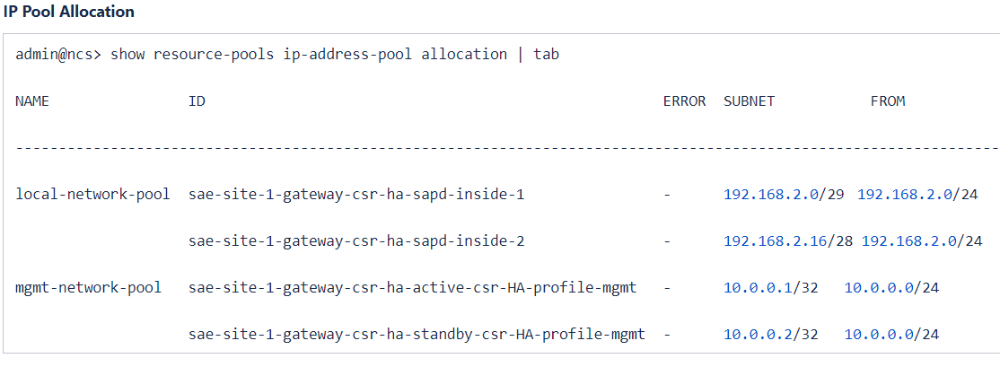 IP Pool Allocation
admin@ncs> show resource-pools ip-address-pool allocation | tab
NAME ID ERROR SUBNET FROM
------------------------------------------------------------------------------------------------------------------
local-network-pool sae-site-1-gateway-csr-ha-sapd-inside-1 - 192.168.2.0/29 192.168.2.0/24
sae-site-1-gateway-csr-ha-sapd-inside-2 - 192.168.2.16/28 192.168.2.0/24
mgmt-network-pool sae-site-1-gateway-csr-ha-active-csr-HA-profile-mgmt - 10.0.0.1/32 10.0.0.0/24
sae-site-1-gateway-csr-ha-standby-csr-HA-profile-mgmt - 10.0.0.2/32 10.0.0.0/24